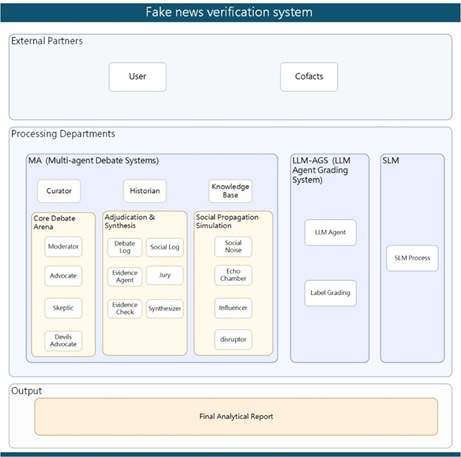 Fake news verification system
External Partners
User
Cofacts
Processing Departments
MA (Multi-agent Debate Systems)
Curator
Historian
Knowledge
Base
Core Debate
Arena
Moderator
Advocate
Skeptic
Devils
Advocate
Adjudication &
Synthesis
Debate
Log
Social Log
Evidence
Agent
Jury
Evidence
Check
Synthesizer
Social Propagation
Simulation
Social
Noise
Echo
Chamber
Influencer
disruptor
LLM-AGS (LLM
Agent Grading
System)
LLM Agent
Label Grading
SLM
SLM Process
Output
Final Analytical Report